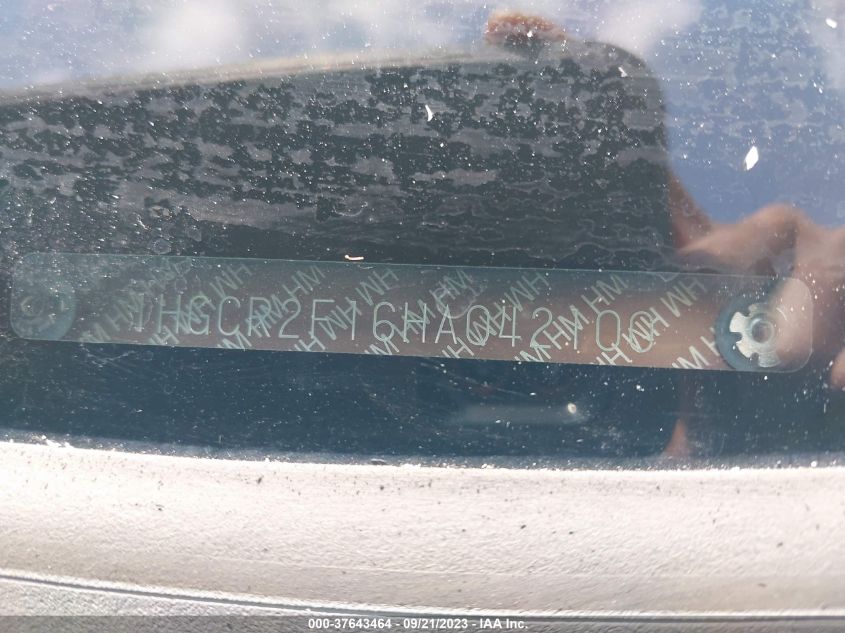 1HGCR2F16HA042100
000-37643464 - 09/21/2023 - IAA Inc.